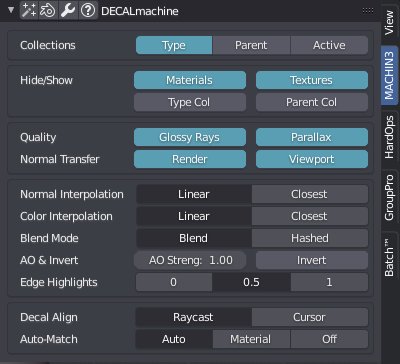 DECALmachine
Collections Type Parent Active
Hide/Show Materials Textures
Type Col Parent Col
Quality Glossy Rays Parallax
Normal Transfer Render Viewport
Normal Interpolation Linear Closest
Color Interpolation Linear Closest
Blend Mode Blend Hashed
AO & Invert AO Streng: 1.00 Invert
Edge Highlights 0 0.5 1
Decal Align Raycast Cursor
Auto-Match Auto Material Off
View
MACHIN3
HardOps
GroupPro
Batch™